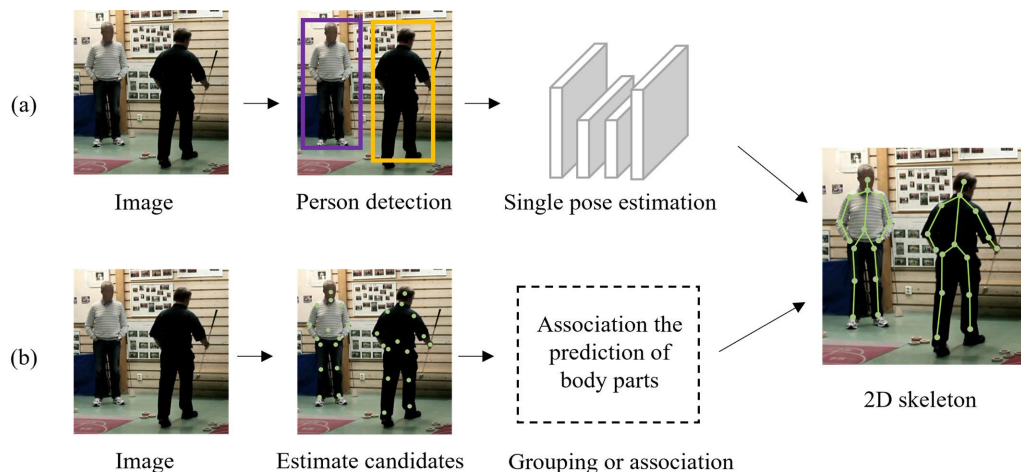 (a)
Image
Person detection
Single pose estimation
(b)
Association the
prediction of
body parts
2D skeleton
Image
Estimate candidates
Grouping or association